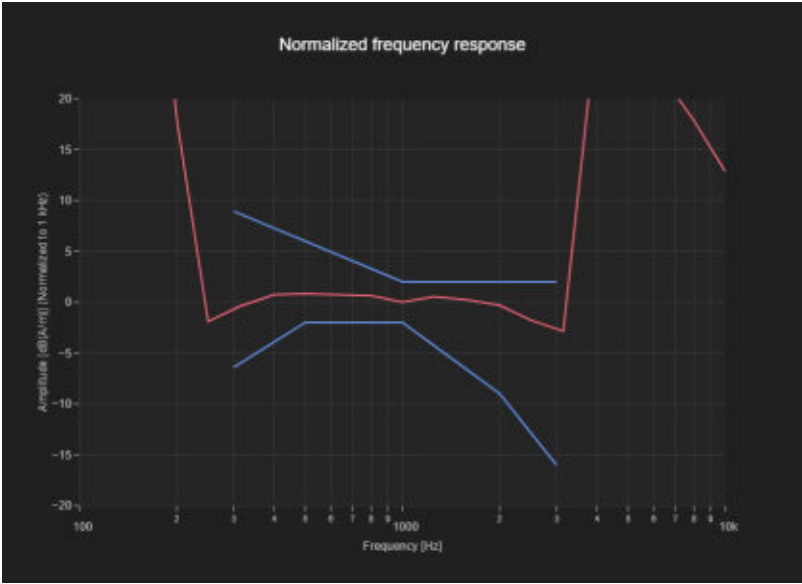 Normalized frequency response
Amplitude [dB(A/m)] (Normalized to 1 kHz)
20
15
10
5
0
−5
−10
−15
−20
100 2 3 4 5 6 7 8 9 1000 2 3 4 5 6 7 8 9 10k
Frequency [Hz]